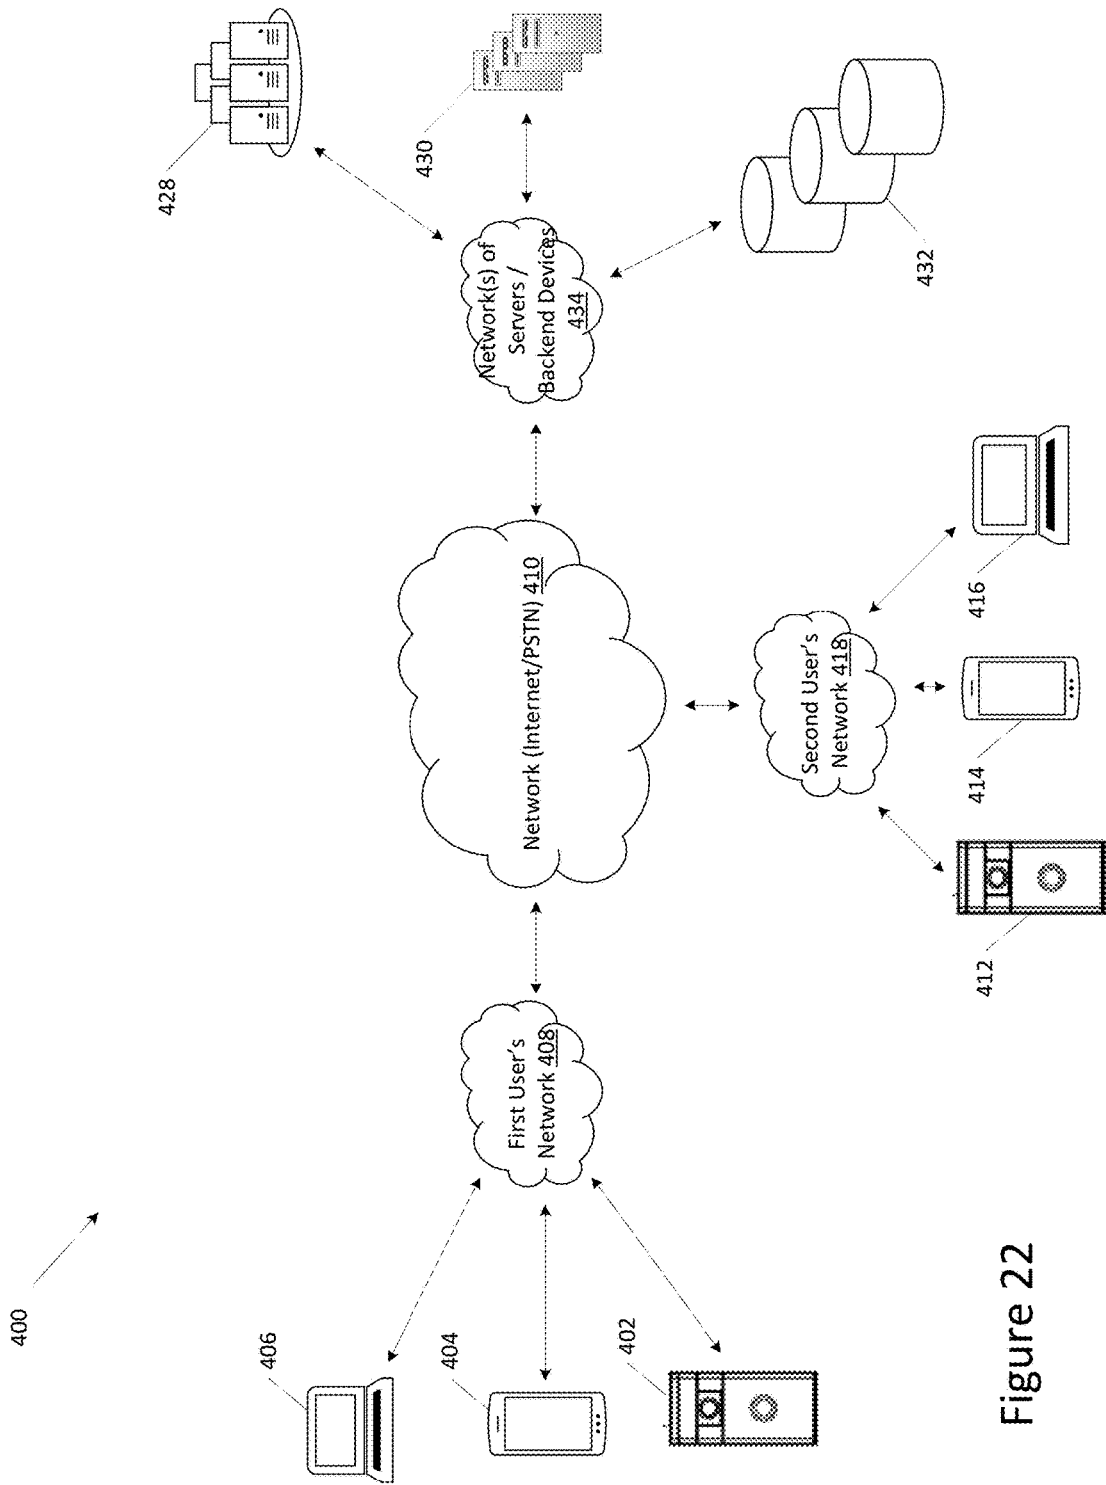 400
406
404
402
First User's
Network 408
Network (Internet/PSTN) 410
Second User's
Network 418
412
414
416
Network(s) of
Servers /
Backend Devices
434
428
430
432
Figure 22